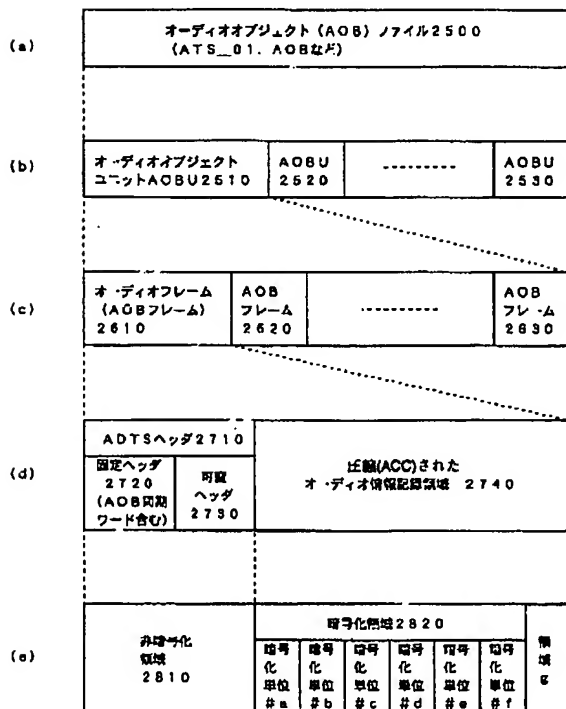 (a)
オーディオオブジェクト (AOB) ファイル2500
(ATS__01. AOBなど)
(b)
オーディオオブジェクト
ユニットAOBU2510
AOBU
2520
AOBU
2530
(c)
オーディオフレーム
(AOBフレーム)
2610
AOB
フレーム
2620
AOB
フレーム
2630
(d)
ADTSヘッダ2710
固定ヘッダ
2720
(AOB同期
ワード含む)
可変
ヘッダ
2730
圧縮(ACC)された
オーディオ情報記録領域 2740
(e)
非暗号化
領域
2810
暗号化領域2820
暗号
化
単位
#a
暗号
化
単位
#b
暗号
化
単位
#c
暗号
化
単位
#d
暗号
化
単位
#e
暗号
化
単位
#f
領
域
g